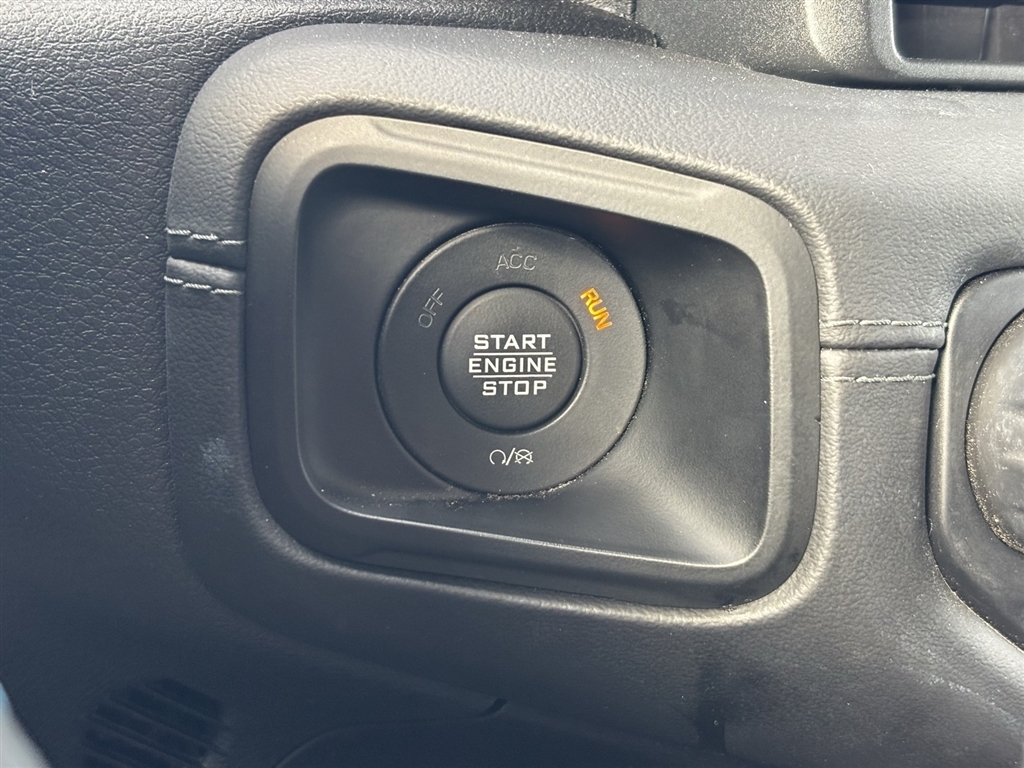 ACC
OFF
RUN
START
ENGINE
STOP